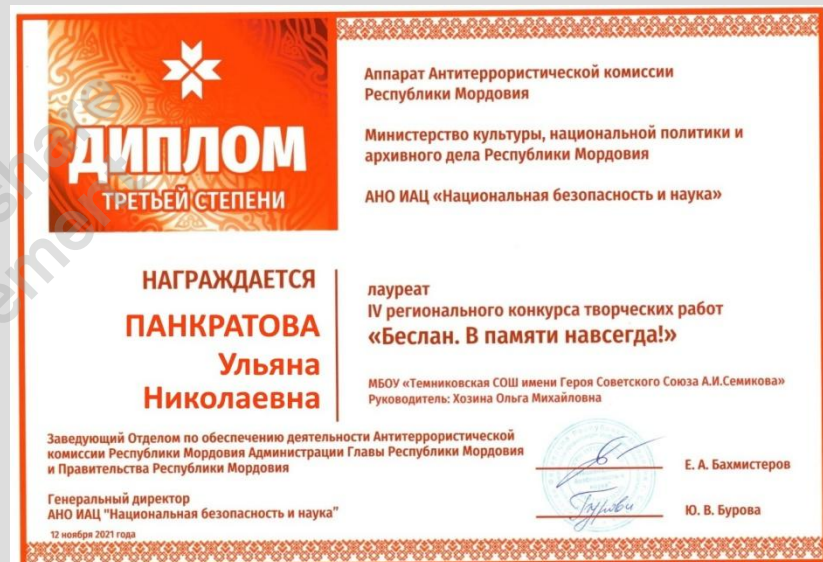 ДИПЛОМ
ТРЕТЬЕЙ СТЕПЕНИ
Аппарат Антитеррористической комиссии
Республики Мордовия
Министерство культуры, национальной политики и
архивного дела Республики Мордовия
АНО ИАЦ «Национальная безопасность и наука»
НАГРАЖДАЕТСЯ
ПАНКРАТОВА
Ульяна
Николаевна
лауреат
IV регионального конкурса творческих работ
«Беслан. В памяти навсегда!»
МБОУ «Темниковская СОШ имени Героя Советского Союза А.И.Семикова»
Руководитель: Хозина Ольга Михайловна
Заведующий Отделом по обеспечению деятельности Антитеррористической
комиссии Республики Мордовия Администрации Главы Республики Мордовия
и Правительства Республики Мордовия
Е. А. Бахмистеров
Генеральный директор
АНО ИАЦ "Национальная безопасность и наука"
Ю. В. Бурова
12 ноября 2021 года